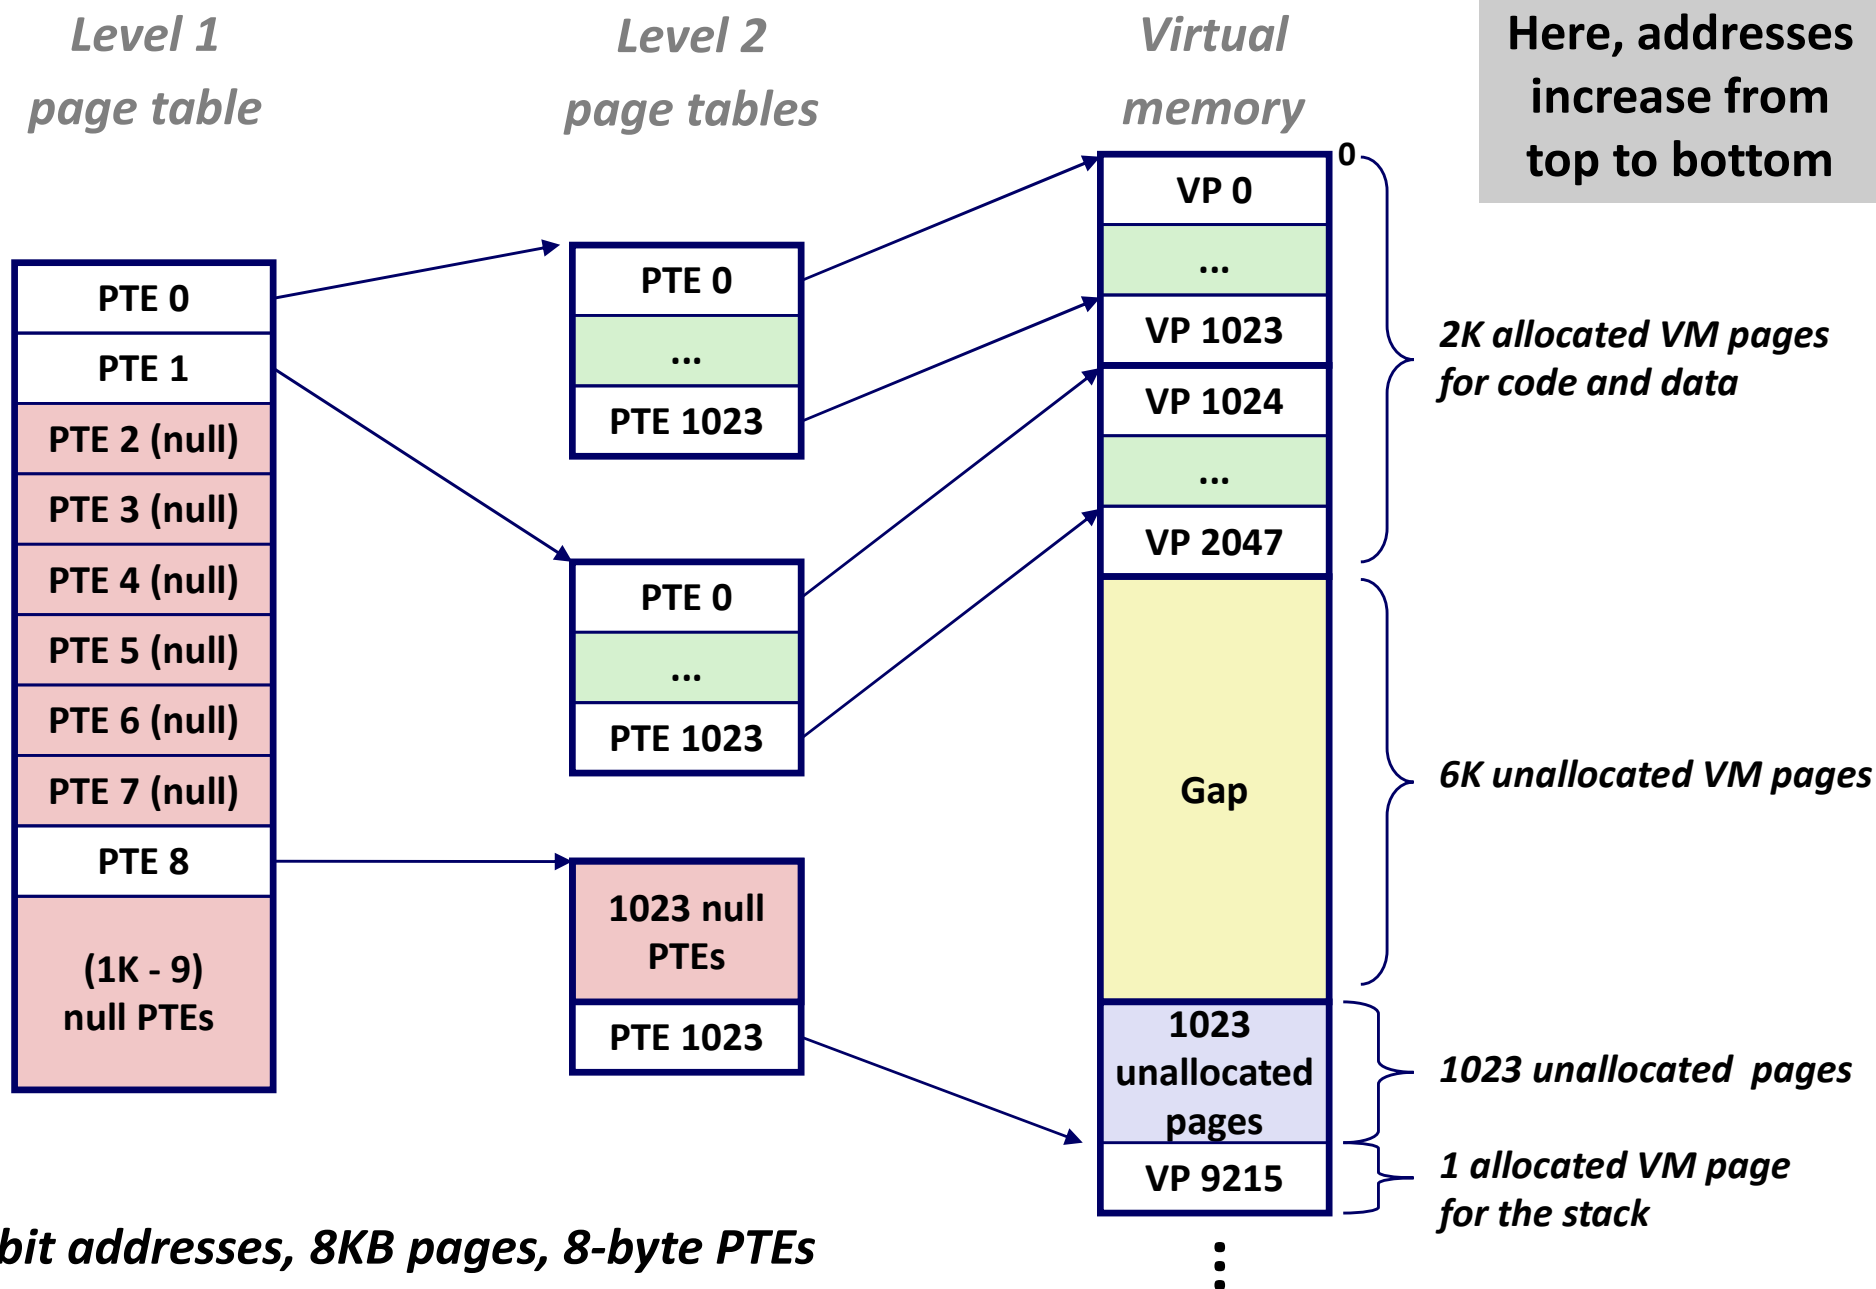 Level 1
page table
Level 2
page tables
Virtual
memory
Here, addresses
increase from
top to bottom
PTE 0
PTE 1
PTE 2 (null)
PTE 3 (null)
PTE 4 (null)
PTE 5 (null)
PTE 6 (null)
PTE 7 (null)
PTE 8
(1K - 9)
null PTEs
PTE 0
...
PTE 1023
PTE 0
...
PTE 1023
1023 null
PTEs
PTE 1023
0
VP 0
...
VP 1023
VP 1024
...
VP 2047
Gap
1023
unallocated
pages
VP 9215
2K allocated VM pages
for code and data
6K unallocated VM pages
1023 unallocated pages
1 allocated VM page
for the stack
bit addresses, 8KB pages, 8-byte PTEs